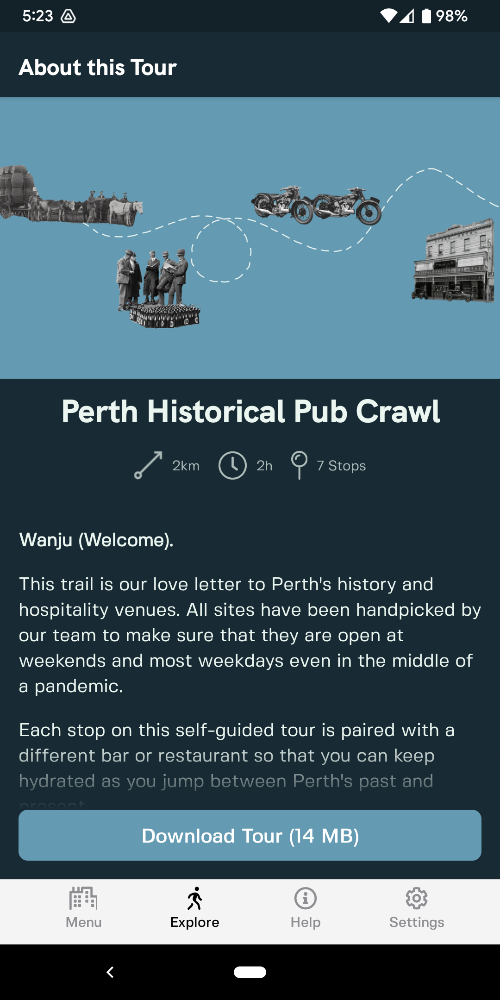 5:23
98%
About this Tour
Perth Historical Pub Crawl
2km 2h 7 Stops
Wanju (Welcome).
This trail is our love letter to Perth's history and
hospitality venues. All sites have been handpicked by
our team to make sure that they are open at
weekends and most weekdays even in the middle of
a pandemic.
Each stop on this self-guided tour is paired with a
different bar or restaurant so that you can keep
hydrated as you jump between Perth's past and
present
Download Tour (14 MB)
Menu Explore Help Settings